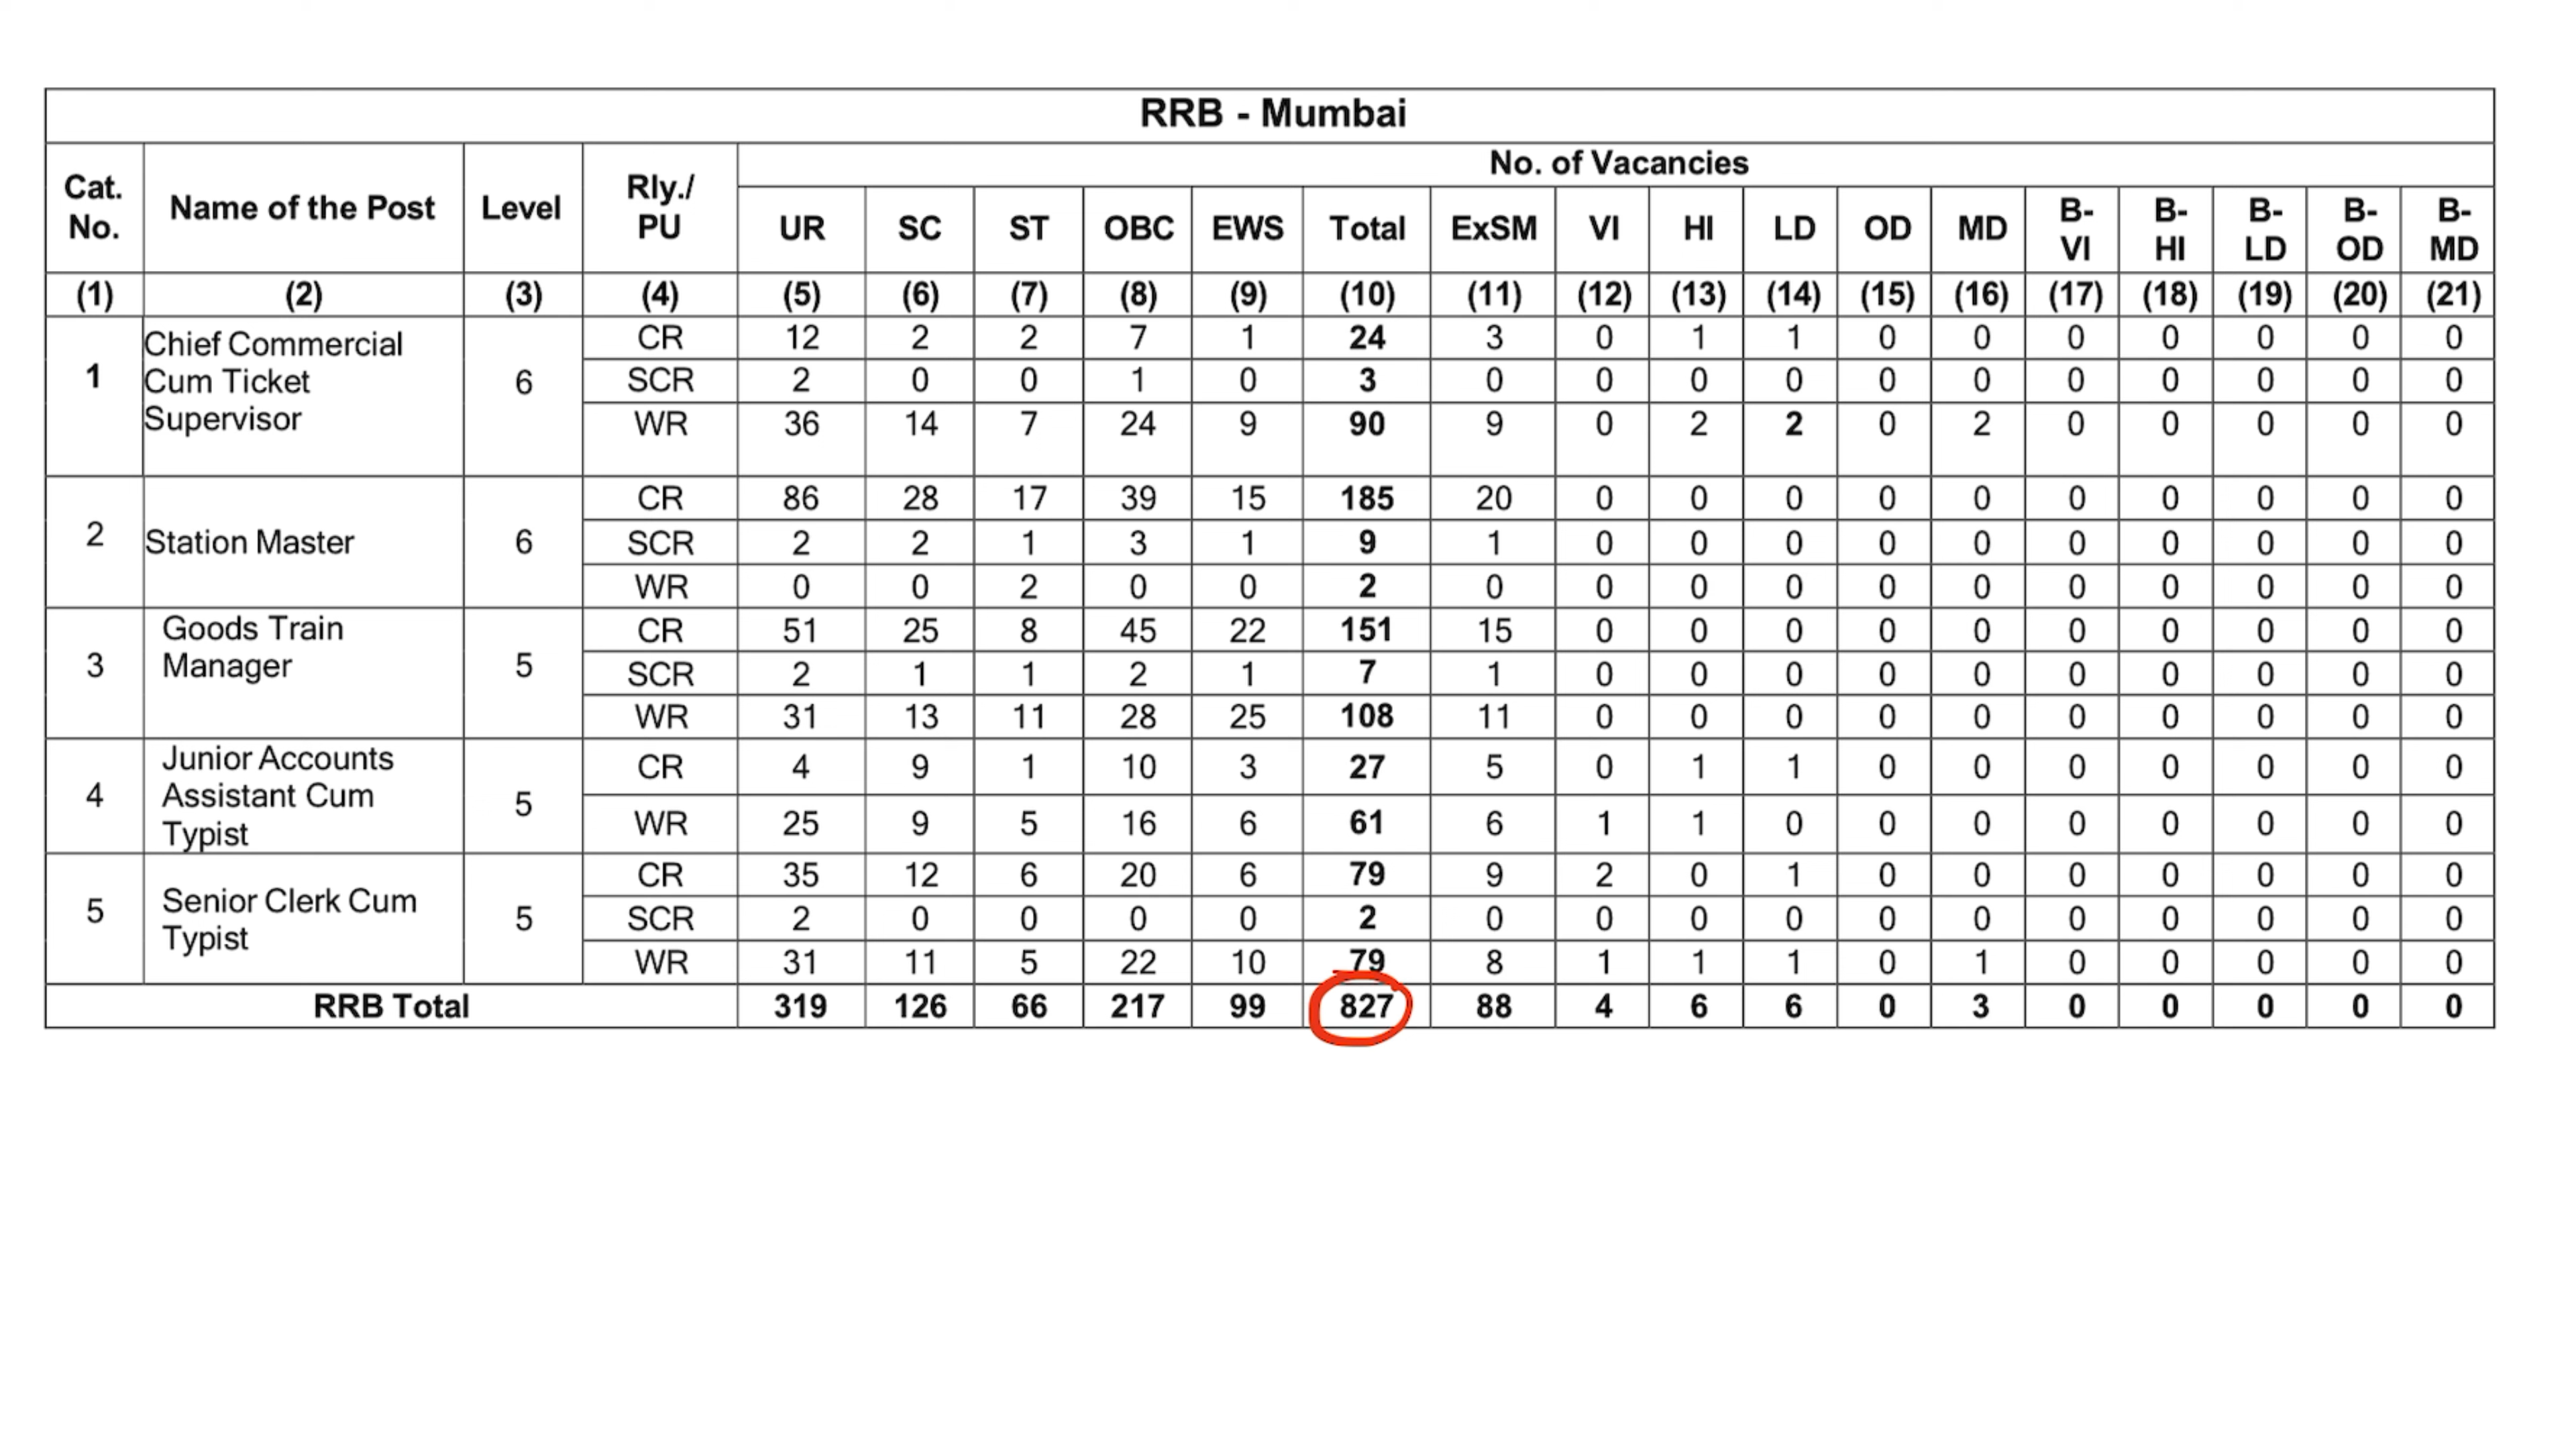 RRB - Mumbai
Cat. No. Name of the Post Level Rly./ PU No. of Vacancies
UR SC ST OBC EWS Total ExSM VI HI LD OD MD B-VI B-HI B-LD B-OD B-MD
(1) (2) (3) (4) (5) (6) (7) (8) (9) (10) (11) (12) (13) (14) (15) (16) (17) (18) (19) (20) (21)
1 Chief Commercial Cum Ticket Supervisor 6 CR 12 2 2 7 1 24 3 0 1 1 0 0 0 0 0 0 0
SCR 2 0 0 1 0 3 0 0 0 0 0 0 0 0 0 0 0
WR 36 14 7 24 9 90 9 0 2 2 0 2 0 0 0 0 0
2 Station Master 6 CR 86 28 17 39 15 185 20 0 0 0 0 0 0 0 0 0 0
SCR 2 2 1 3 1 9 1 0 0 0 0 0 0 0 0 0 0
WR 0 0 2 0 0 2 0 0 0 0 0 0 0 0 0 0 0
3 Goods Train Manager 5 CR 51 25 8 45 22 151 15 0 0 0 0 0 0 0 0 0 0
SCR 2 1 1 2 1 7 1 0 0 0 0 0 0 0 0 0 0
WR 31 13 11 28 25 108 11 0 0 0 0 0 0 0 0 0 0
4 Junior Accounts Assistant Cum Typist 5 CR 4 9 1 10 3 27 5 0 1 1 0 0 0 0 0 0 0
WR 25 9 5 16 6 61 6 1 1 0 0 0 0 0 0 0 0
5 Senior Clerk Cum Typist 5 CR 35 12 6 20 6 79 9 2 0 1 0 0 0 0 0 0 0
SCR 2 0 0 0 0 2 0 0 0 0 0 0 0 0 0 0 0
WR 31 11 5 22 10 79 8 1 1 1 0 1 0 0 0 0 0
RRB Total 319 126 66 217 99 827 88 4 6 6 0 3 0 0 0 0 0